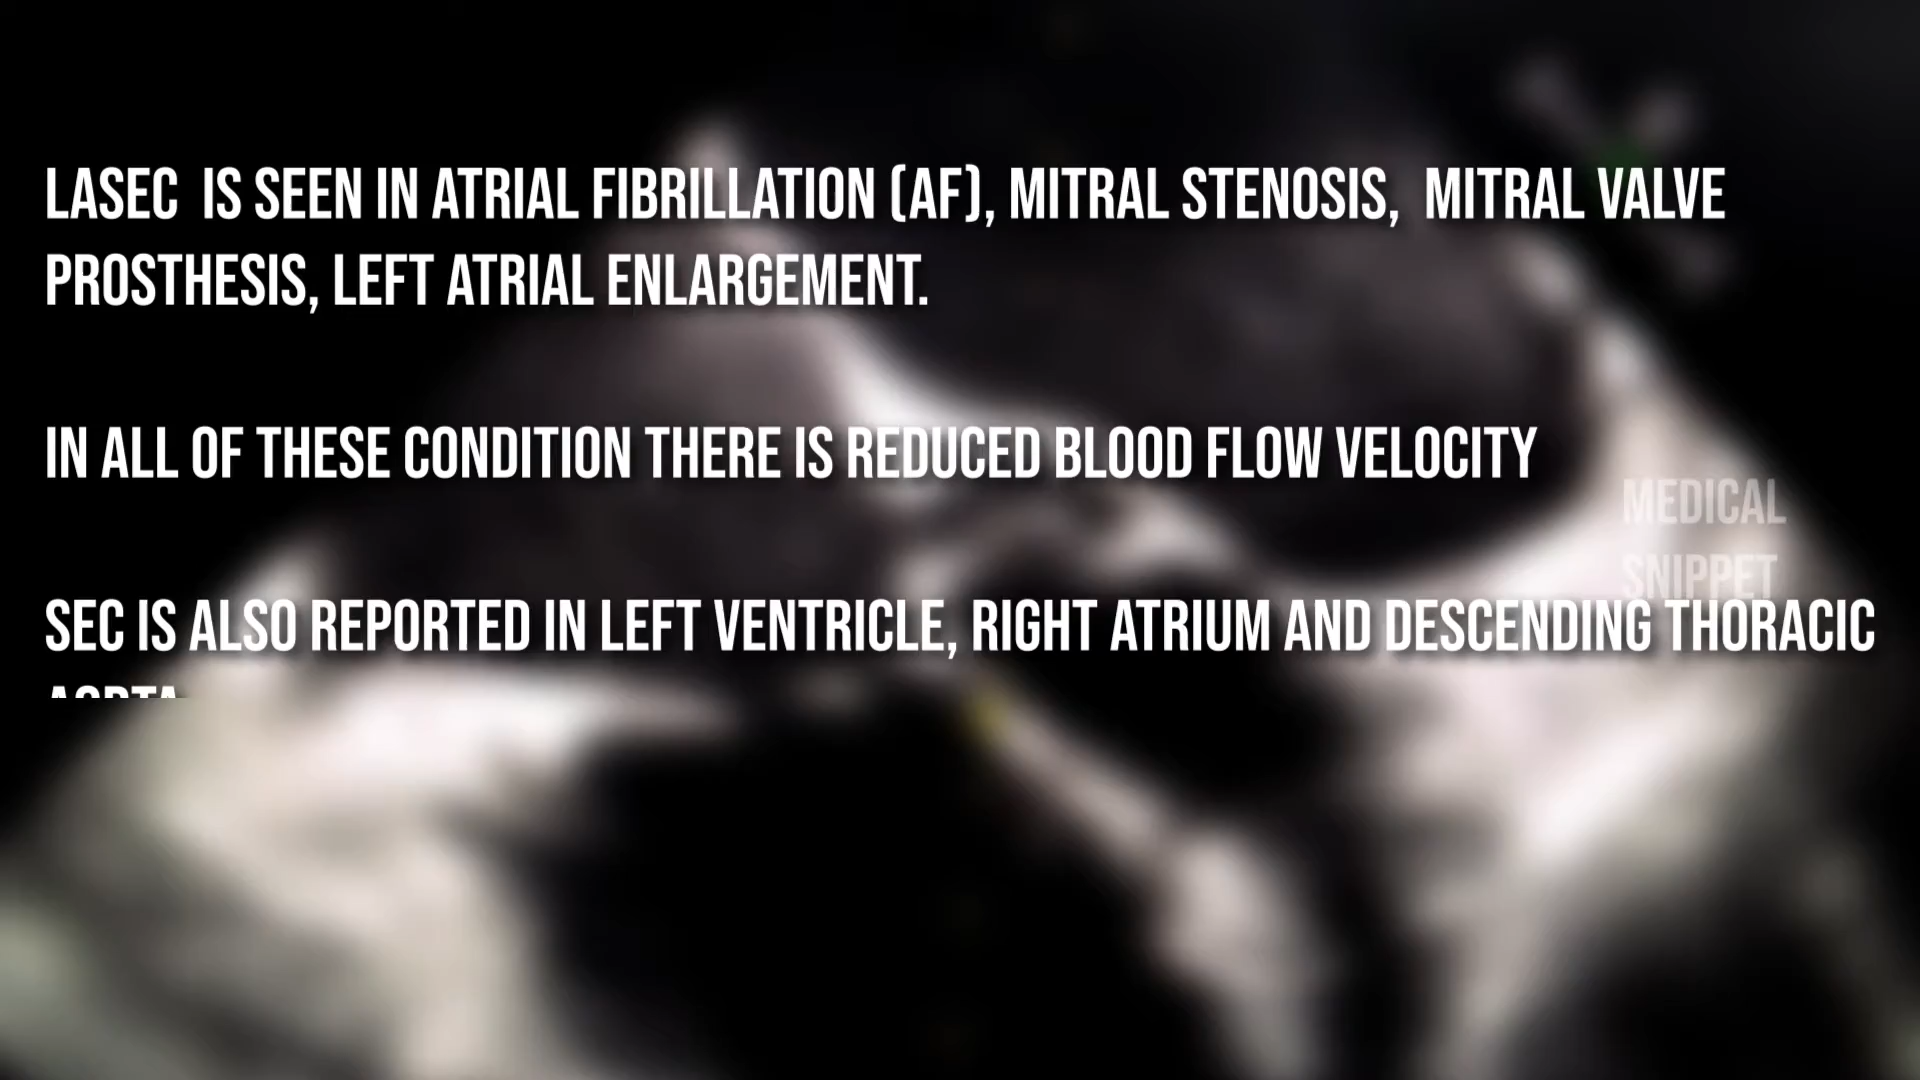 LASEC IS SEEN IN ATRIAL FIBRILLATION (AF), MITRAL STENOSIS, MITRAL VALVE
PROSTHESIS, LEFT ATRIAL ENLARGEMENT.
IN ALL OF THESE CONDITION THERE IS REDUCED BLOOD FLOW VELOCITY
MEDICAL
SNIPPET
SEC IS ALSO REPORTED IN LEFT VENTRICLE, RIGHT ATRIUM AND DESCENDING THORACIC
AORTA